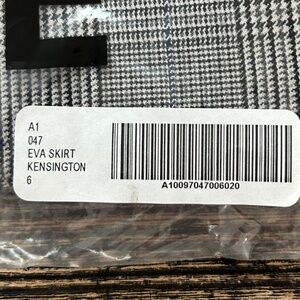 A1
047
EVA SKIRT
KENSINGTON
6
A10097047006020